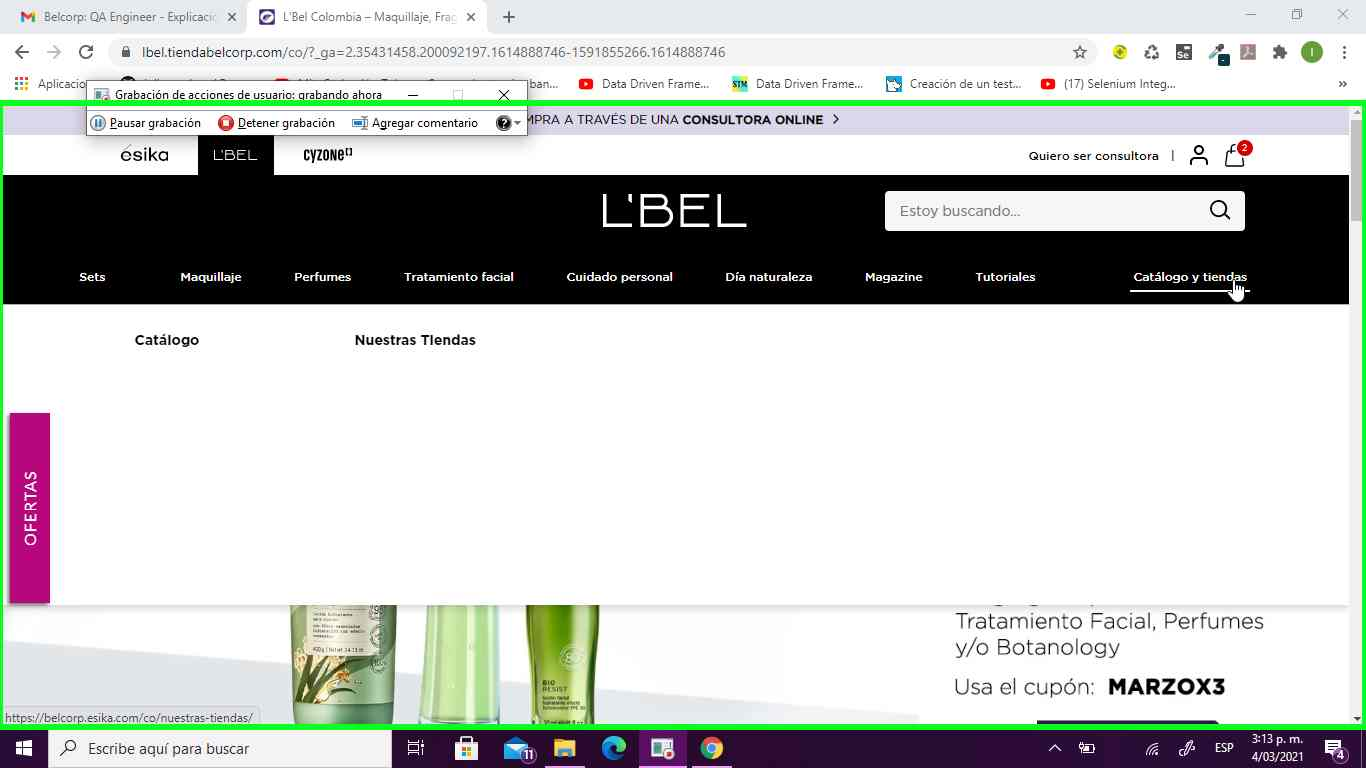 Belcorp: QA Engineer - Explicació
L'Bel Colombia – Maquillaje, Frag
lbel.tiendabelcorp.com/co/?_ga=2.35431458.200092197.1614888746-1591855266.1614888746
Aplicacio
ban...
Data Driven Frame...
STM
Data Driven Frame...
Creación de un test...
(17) Selenium Integ...
»
Grabación de acciones de usuario: grabando ahora
Pausar grabación
Detener grabación
Agregar comentario
MPRA A TRAVÉS DE UNA CONSULTORA ONLINE >
ésika
L'BEL
CYZONE
Quiero ser consultora |
2
L'BEL
Estoy buscando...
Sets
Maquillaje
Perfumes
Tratamiento facial
Cuidado personal
Día naturaleza
Magazine
Tutoriales
Catálogo y tiendas
Catálogo
Nuestras Tiendas
OFERTAS
Tratamiento Facial, Perfumes
y/o Botanology
Usa el cupón: MARZOX3
BIO
RESIST
https://belcorp.esika.com/co/nuestras-tiendas/
Escribe aquí para buscar
11
ESP
3:13 p. m.
4/03/2021
4